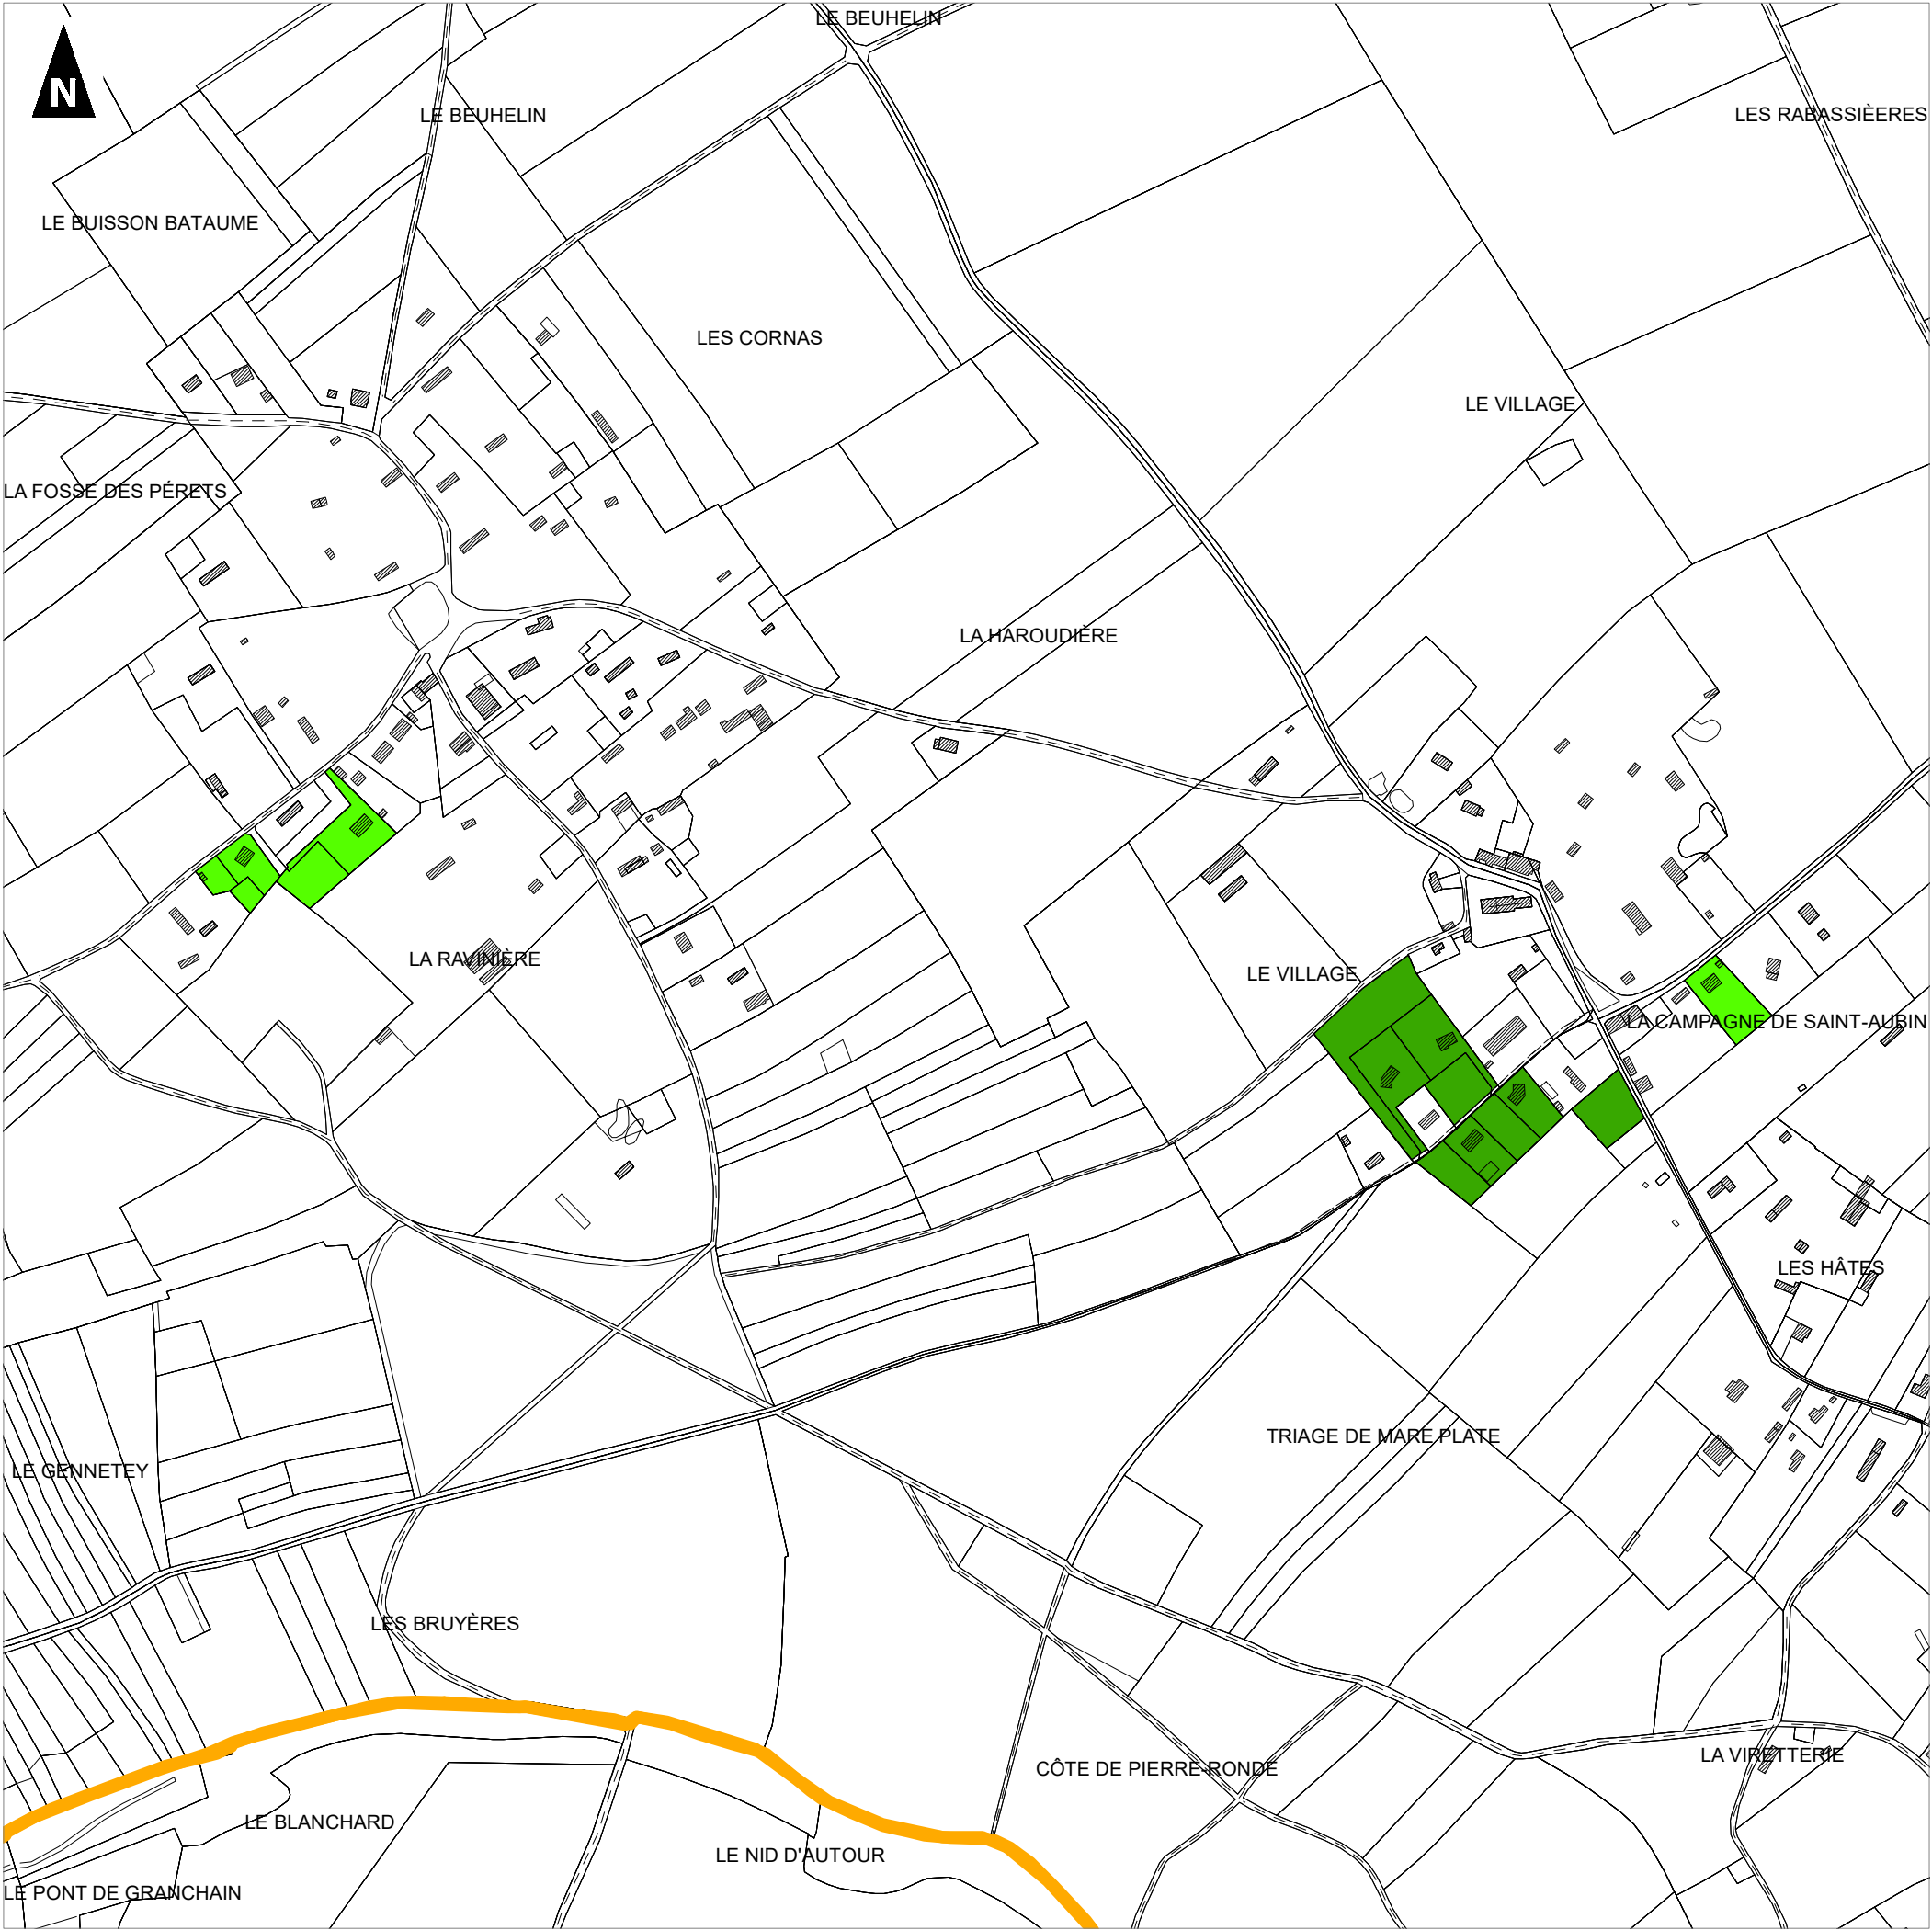 LE BEUHELIN
N
LE BEUHELIN
LES RABASSIÈERES
LE BUISSON BATAUME
LES CORNAS
LE VILLAGE
LA FOSSE DES PÉRETS
LA HAROUDIÈRE
LA RAVINIÈRE
LE VILLAGE
LA CAMPAGNE DE SAINT-AUBIN
LES HÂTES
TRIAGE DE MARE PLATE
LE GENNETEY
LES BRUYÈRES
LA VIRETTERIE
CÔTE DE PIERRE-RONDE
LE BLANCHARD
LE NID D'AUTOUR
LE PONT DE GRANCHAIN